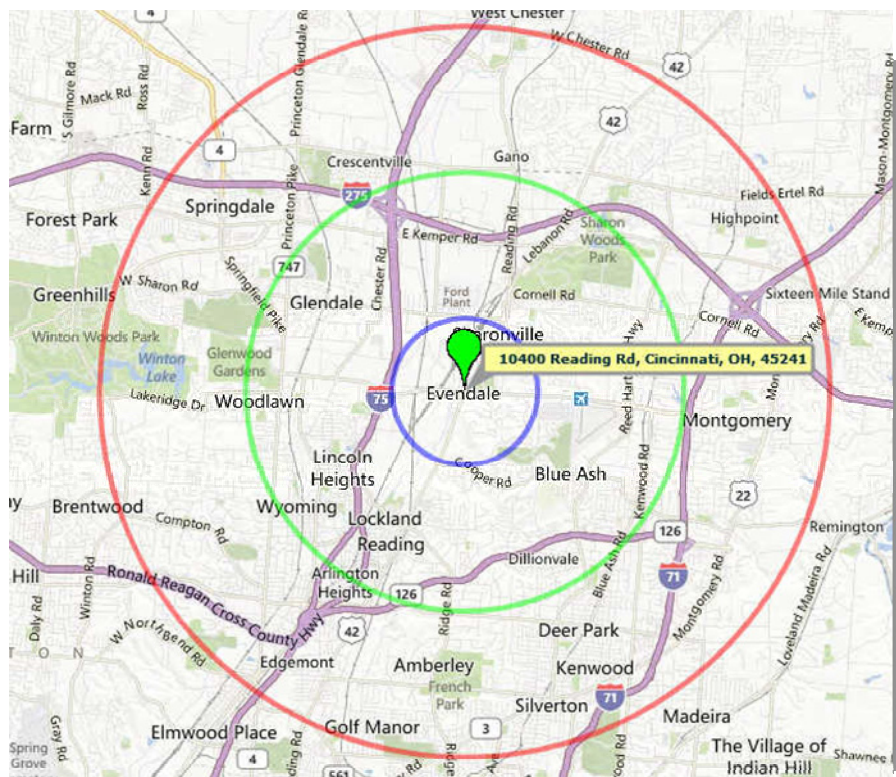 West Chester
W Chester Rd
4
42
S Gilmore Rd
Mack Rd
Ross Rd
Princeton Glendale Rd
Farm
4
42
Mason-Montgomery Rd
Kenn Rd
Crescentville
Gano
275
Princeton Pike
Fields Ertel Rd
Forest Park
Springdale
Highpoint
Reading Rd
Lebanon Rd
Sharon
Woods
Park
E Kemper Rd
747
Chester Rd
W Sharon Rd
Springfield Pike
Greenhills
Glendale
Ford
Plant
Cornell Rd
Sixteen Mile Stand
Cornell Rd
E Kemp
Winton Woods Park
Winton
Lake
Glenwood
Gardens
10400 Reading Rd, Cincinnati, OH, 45241
Lakeridge Dr
Woodlawn
75
Evendale
Montgomery
Lincoln
Heights
Cooper Rd
Blue Ash
Kenwood Rd
22
Brentwood
Wyoming
Compton Rd
Lockland
Reading
126
Remington
Hill
Ronald Reagan Cross County Hwy
Winton Rd
Daly Rd
Arlington
Heights
126
Dillionvale
Blue Ash Rd
71
Montgomery Rd
Loveland Madeira Rd
Ridge Rd
42
W Northbend Rd
Edgemont
Deer Park
Amberley
French
Park
Kenwood
71
Silverton
Madeira
Elmwood Place
Golf Manor
3
Gray Rd
Spring
Grove
4
561
The Village of
Indian Hill